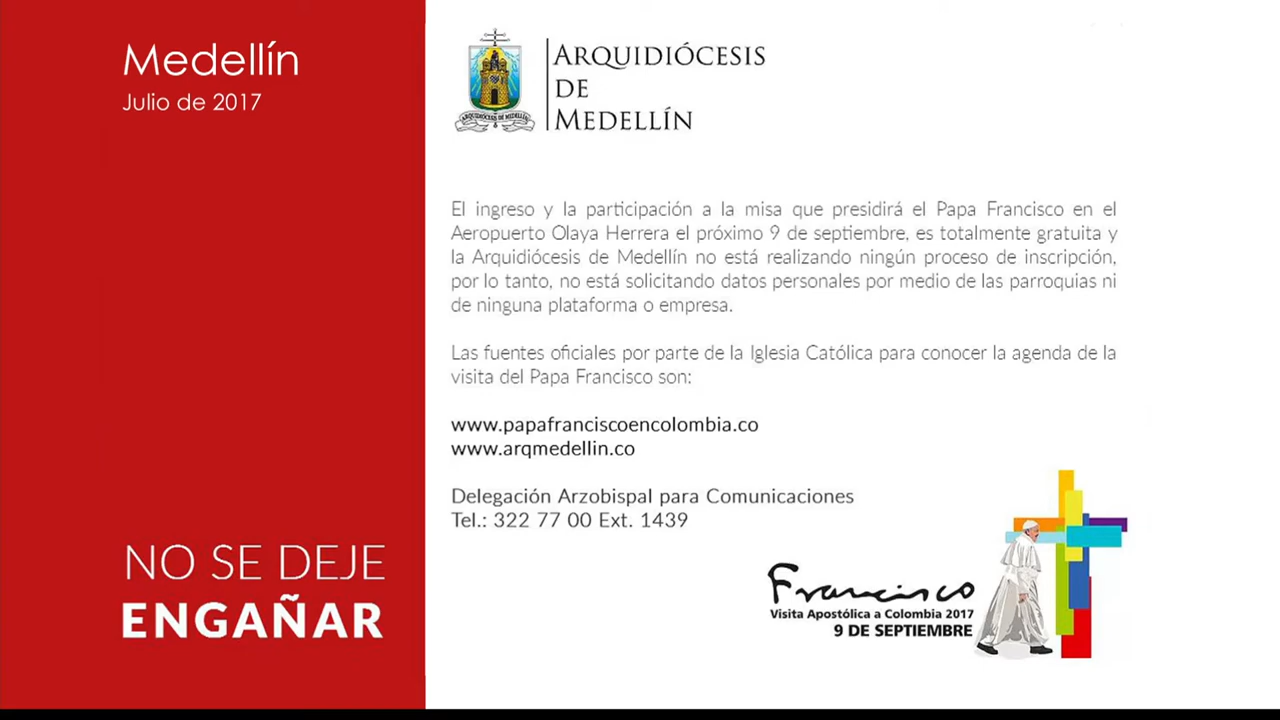 Medellín
Julio de 2017
NO SE DEJE
ENGAÑAR
ARQUIDIÓCESIS
DE
MEDELLÍN
ARQUIDIÓCESIS DE MEDELLÍN
El ingreso y la participación a la misa que presidirá el Papa Francisco en el
Aeropuerto Olaya Herrera el próximo 9 de septiembre, es totalmente gratuita y
la Arquidiócesis de Medellín no está realizando ningún proceso de inscripción,
por lo tanto, no está solicitando datos personales por medio de las parroquias ni
de ninguna plataforma o empresa.
Las fuentes oficiales por parte de la Iglesia Católica para conocer la agenda de la
visita del Papa Francisco son:
www.papafranciscoencolombia.co
www.arqmedellin.co
Delegación Arzobispal para Comunicaciones
Tel.: 322 77 00 Ext. 1439
Francisco
Visita Apostólica a Colombia 2017
9 DE SEPTIEMBRE